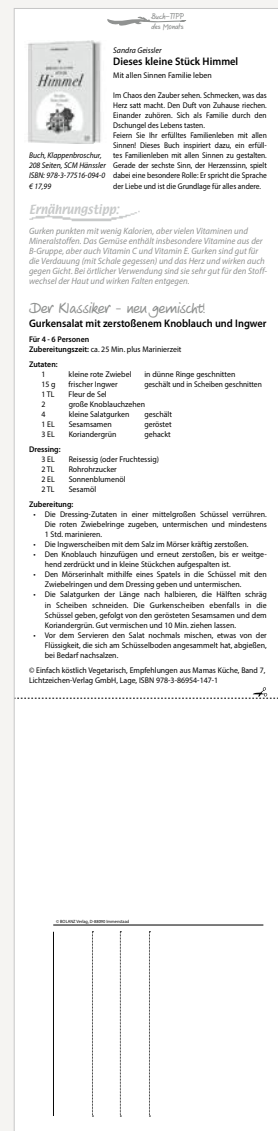 Buch-TIPP
des Monats
Sandra Geissler
Dieses kleine Stück Himmel
Mit allen Sinnen Familie leben
Im Chaos den Zauber sehen. Schmecken, was das
Herz satt macht. Den Duft von Zuhause riechen.
Einander zuhören. Sich als Familie durch den
Dschungel des Lebens tasten.
Feiern Sie Ihr erfülltes Familienleben mit allen
Sinnen! Dieses Buch inspiriert dazu, ein erfüll-
tes Familienleben mit allen Sinnen zu gestalten.
Gerade der sechste Sinn, der Herzenssinn, spielt
dabei eine besondere Rolle: Er spricht die Sprache
der Liebe und ist die Grundlage für alles andere.
Himmel
Buch, Klappenbroschur,
208 Seiten, SCM Hänssler
ISBN: 978-3-77516-094-0
€ 17,99
Ernährungstipp:
Gurken punkten mit wenig Kalorien, aber vielen Vitaminen und
Mineralstoffen. Das Gemüse enthält insbesondere Vitamine aus der
B-Gruppe, aber auch Vitamin C und Vitamin E. Gurken sind gut für
die Verdauung (mit Schale gegessen) und das Herz und wirken auch
gegen Gicht. Bei örtlicher Verwendung sind sie sehr gut für den Stoff-
wechsel der Haut und wirken Falten entgegen.
Der Klassiker - neu gemischt!
Gurkensalat mit zerstoßenem Knoblauch und Ingwer
Für 4 - 6 Personen
Zubereitungszeit: ca. 25 Min. plus Marinierzeit
Zutaten:
1 kleine rote Zwiebel in dünne Ringe geschnitten
15 g frischer Ingwer geschält und in Scheiben geschnitten
1 TL Fleur de Sel
2 große Knoblauchzehen
4 kleine Salatgurken geschält
1 EL Sesamsamen geröstet
3 EL Koriandergrün gehackt
Dressing:
3 EL Reisessig (oder Fruchtessig)
2 TL Rohrohrzucker
2 EL Sonnenblumenöl
2 TL Sesamöl
Zubereitung:
• Die Dressing-Zutaten in einer mittelgroßen Schüssel verrühren.
Die roten Zwiebelringe zugeben, untermischen und mindestens
1 Std. marinieren.
• Die Ingwerscheiben mit dem Salz im Mörser kräftig zerstoßen.
• Den Knoblauch hinzufügen und erneut zerstoßen, bis er weitge-
hend zerdrückt und in kleine Stückchen aufgespalten ist.
• Den Mörserinhalt mithilfe eines Spatels in die Schüssel mit den
Zwiebelringen und dem Dressing geben und untermischen.
• Die Salatgurken der Länge nach halbieren, die Hälften schräg
in Scheiben schneiden. Die Gurkenscheiben ebenfalls in die
Schüssel geben, gefolgt von den gerösteten Sesamsamen und dem
Koriandergrün. Gut vermischen und 10 Min. ziehen lassen.
• Vor dem Servieren den Salat nochmals mischen, etwas von der
Flüssigkeit, die sich am Schüsselboden angesammelt hat, abgießen,
bei Bedarf nachsalzen.
© Einfach köstlich Vegetarisch, Empfehlungen aus Mamas Küche, Band 7,
Lichtzeichen-Verlag GmbH, Lage, ISBN 978-3-86954-147-1
© BOLANZ Verlag, D-88090 Immenstaad